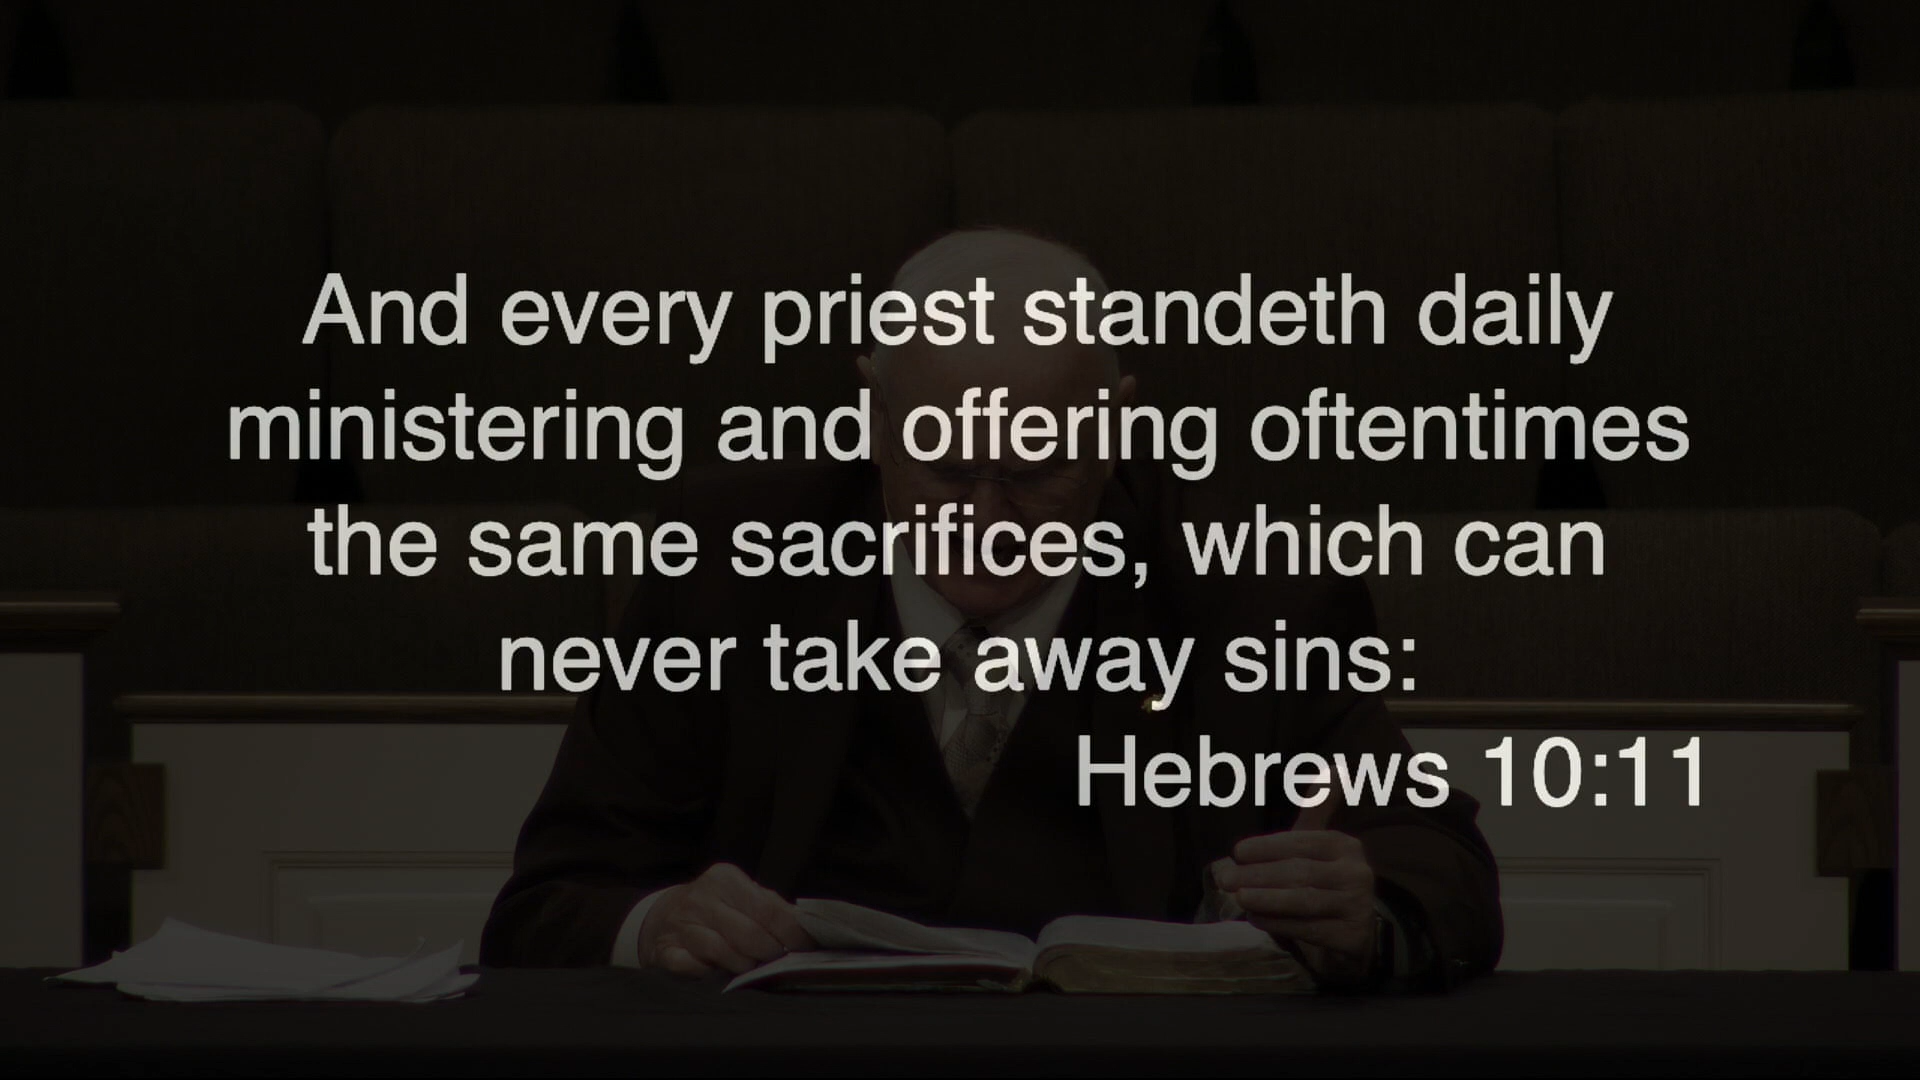 And every priest standeth daily
ministering and offering oftentimes
the same sacrifices, which can
never take away sins:
Hebrews 10:11